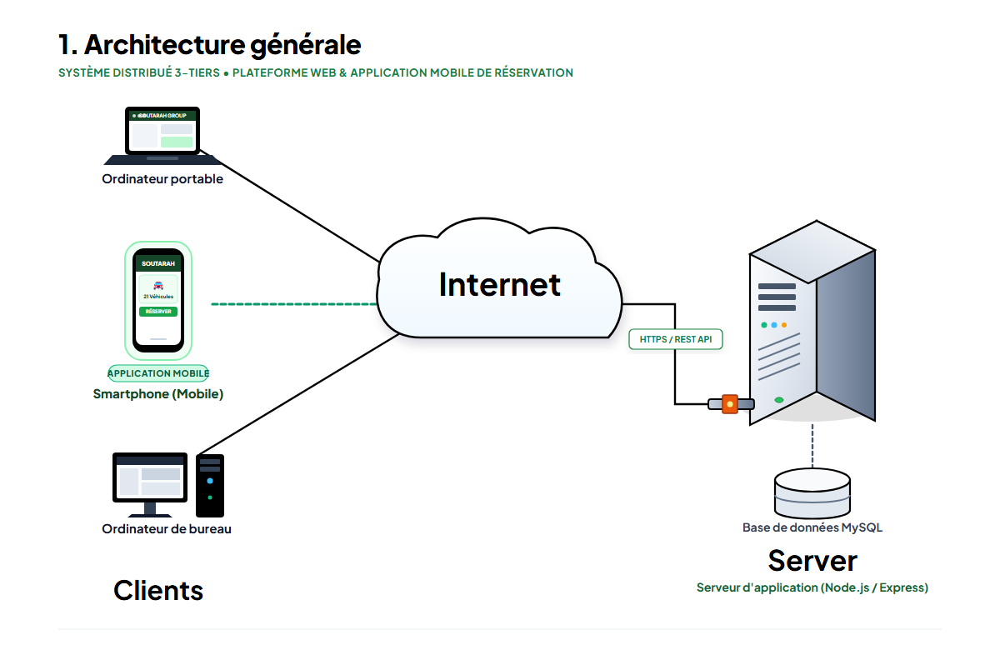 1. Architecture générale
SYSTÈME DISTRIBUÉ 3-TIERS • PLATEFORME WEB & APPLICATION MOBILE DE RÉSERVATION
SOUTARAH GROUP
Ordinateur portable
Internet
SOUTARAH
21 Véhicules
RÉSERVER
HTTPS / REST API
APPLICATION MOBILE
Smartphone (Mobile)
Ordinateur de bureau
Base de données MySQL
Server
Serveur d'application (Node.js / Express)
Clients